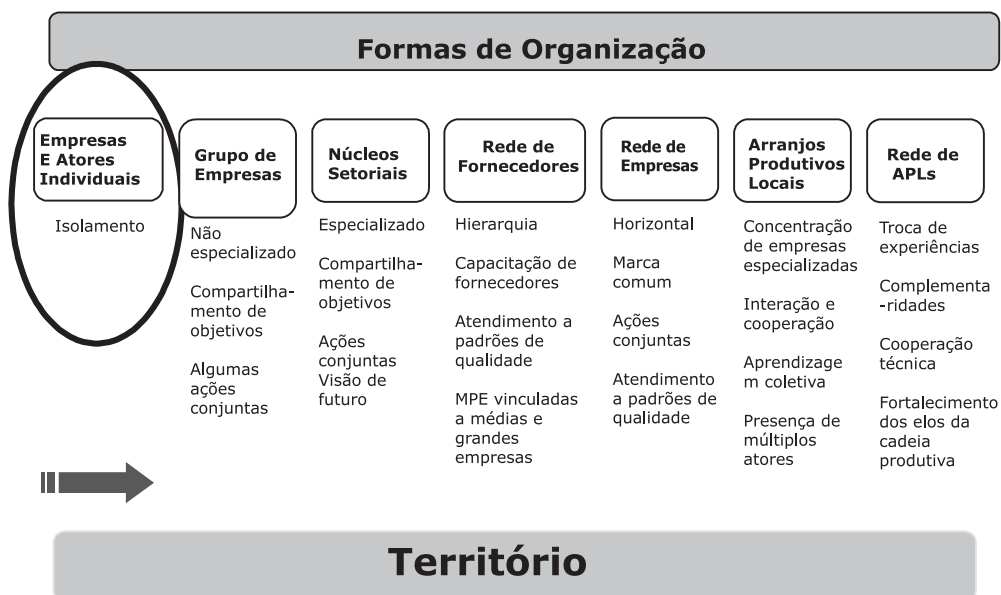 Formas de Organização
Empresas
E Atores
Individuais
Isolamento
Grupo de
Empresas
Não
especializado
Compartilha-
mento de
objetivos
Algumas
ações
conjuntas
Núcleos
Setoriais
Especializado
Compartilha-
mento de
objetivos
Ações
conjuntas
Visão de
futuro
Rede de
Fornecedores
Hierarquia
Capacitação de
fornecedores
Atendimento a
padrões de
qualidade
MPE vinculadas
a médias e
grandes
empresas
Rede de
Empresas
Horizontal
Marca
comum
Ações
conjuntas
Atendimento
a padrões de
qualidade
Arranjos
Produtivos
Locais
Concentração
de empresas
especializadas
Interação e
cooperação
Aprendizage
m coletiva
Presença de
múltiplos
atores
Rede de
APLs
Troca de
experiências
Complementa
-ridades
Cooperação
técnica
Fortalecimento
dos elos da
cadeia
produtiva
Território